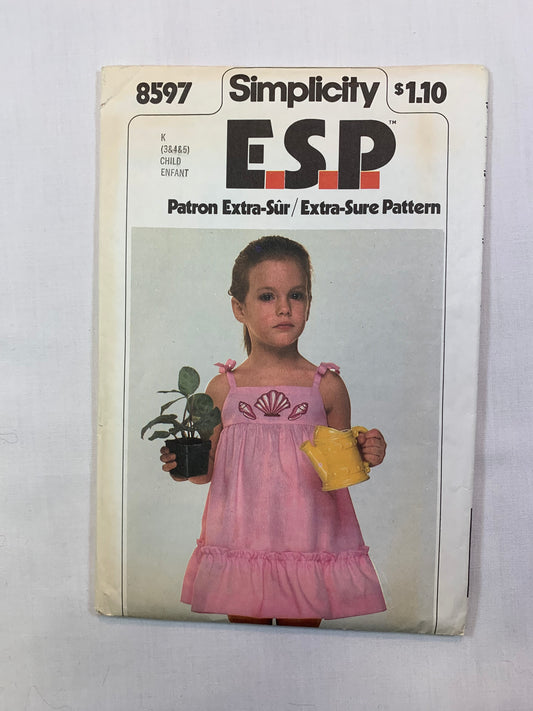 8597 Simplicity $1.10
K
(3&4&5)
CHILD
ENFANT
E.S.P.™
Patron Extra-Sûr/Extra-Sure Pattern